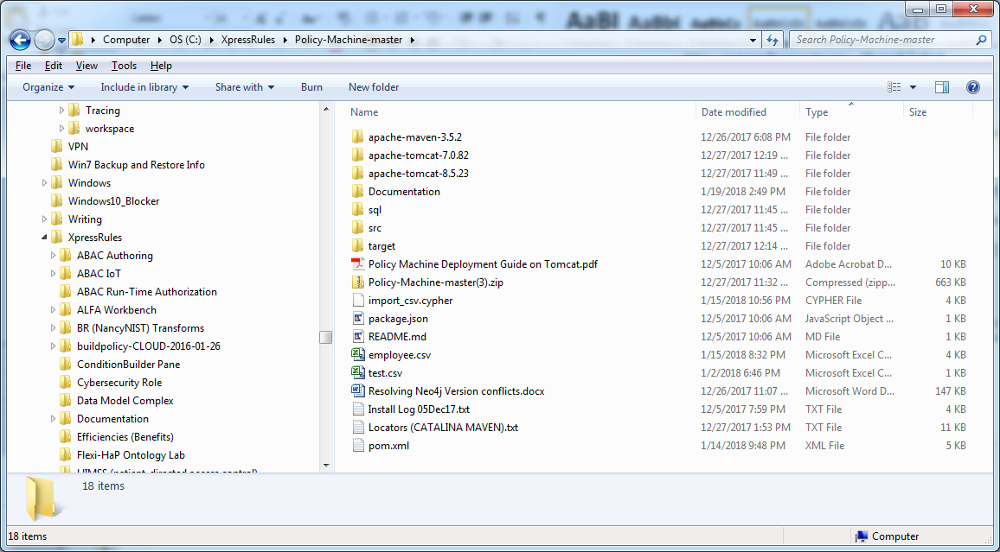 Computer ▸ OS (C:) ▸ XpressRules ▸ Policy-Machine-master ▸
Search Policy-Machine-master
File Edit View Tools Help
Organize Include in library Share with Burn New folder
Tracing
workspace
VPN
Win7 Backup and Restore Info
Windows
Windows10_Blocker
Writing
XpressRules
ABAC Authoring
ABAC IoT
ABAC Run-Time Authorization
ALFA Workbench
BR (NancyNIST) Transforms
buildpolicy-CLOUD-2016-01-26
ConditionBuilder Pane
Cybersecurity Role
Data Model Complex
Documentation
Efficiencies (Benefits)
Flexi-HaP Ontology Lab
HIMSS (patient-directed access control)
Name Date modified Type Size
apache-maven-3.5.2 12/26/2017 6:08 PM File folder
apache-tomcat-7.0.82 12/27/2017 12:19 ... File folder
apache-tomcat-8.5.23 12/27/2017 11:49 ... File folder
Documentation 1/19/2018 2:49 PM File folder
sql 12/27/2017 11:45 ... File folder
src 12/27/2017 11:45 ... File folder
target 12/27/2017 12:14 ... File folder
Policy Machine Deployment Guide on Tomcat.pdf 12/5/2017 10:06 AM Adobe Acrobat D... 10 KB
Policy-Machine-master(3).zip 12/27/2017 11:32 ... Compressed (zipp... 663 KB
import_csv.cypher 1/15/2018 10:56 PM CYPHER File 4 KB
package.json 12/5/2017 10:06 AM JavaScript Object ... 1 KB
README.md 12/5/2017 10:06 AM MD File 1 KB
employee.csv 1/15/2018 8:32 PM Microsoft Excel C... 4 KB
test.csv 1/2/2018 6:46 PM Microsoft Excel C... 1 KB
Resolving Neo4j Version conflicts.docx 12/26/2017 11:07 ... Microsoft Word D... 147 KB
Install Log 05Dec17.txt 12/5/2017 7:59 PM TXT File 4 KB
Locators (CATALINA MAVEN).txt 12/27/2017 1:53 PM TXT File 11 KB
pom.xml 1/14/2018 9:48 PM XML File 5 KB
18 items
18 items Computer